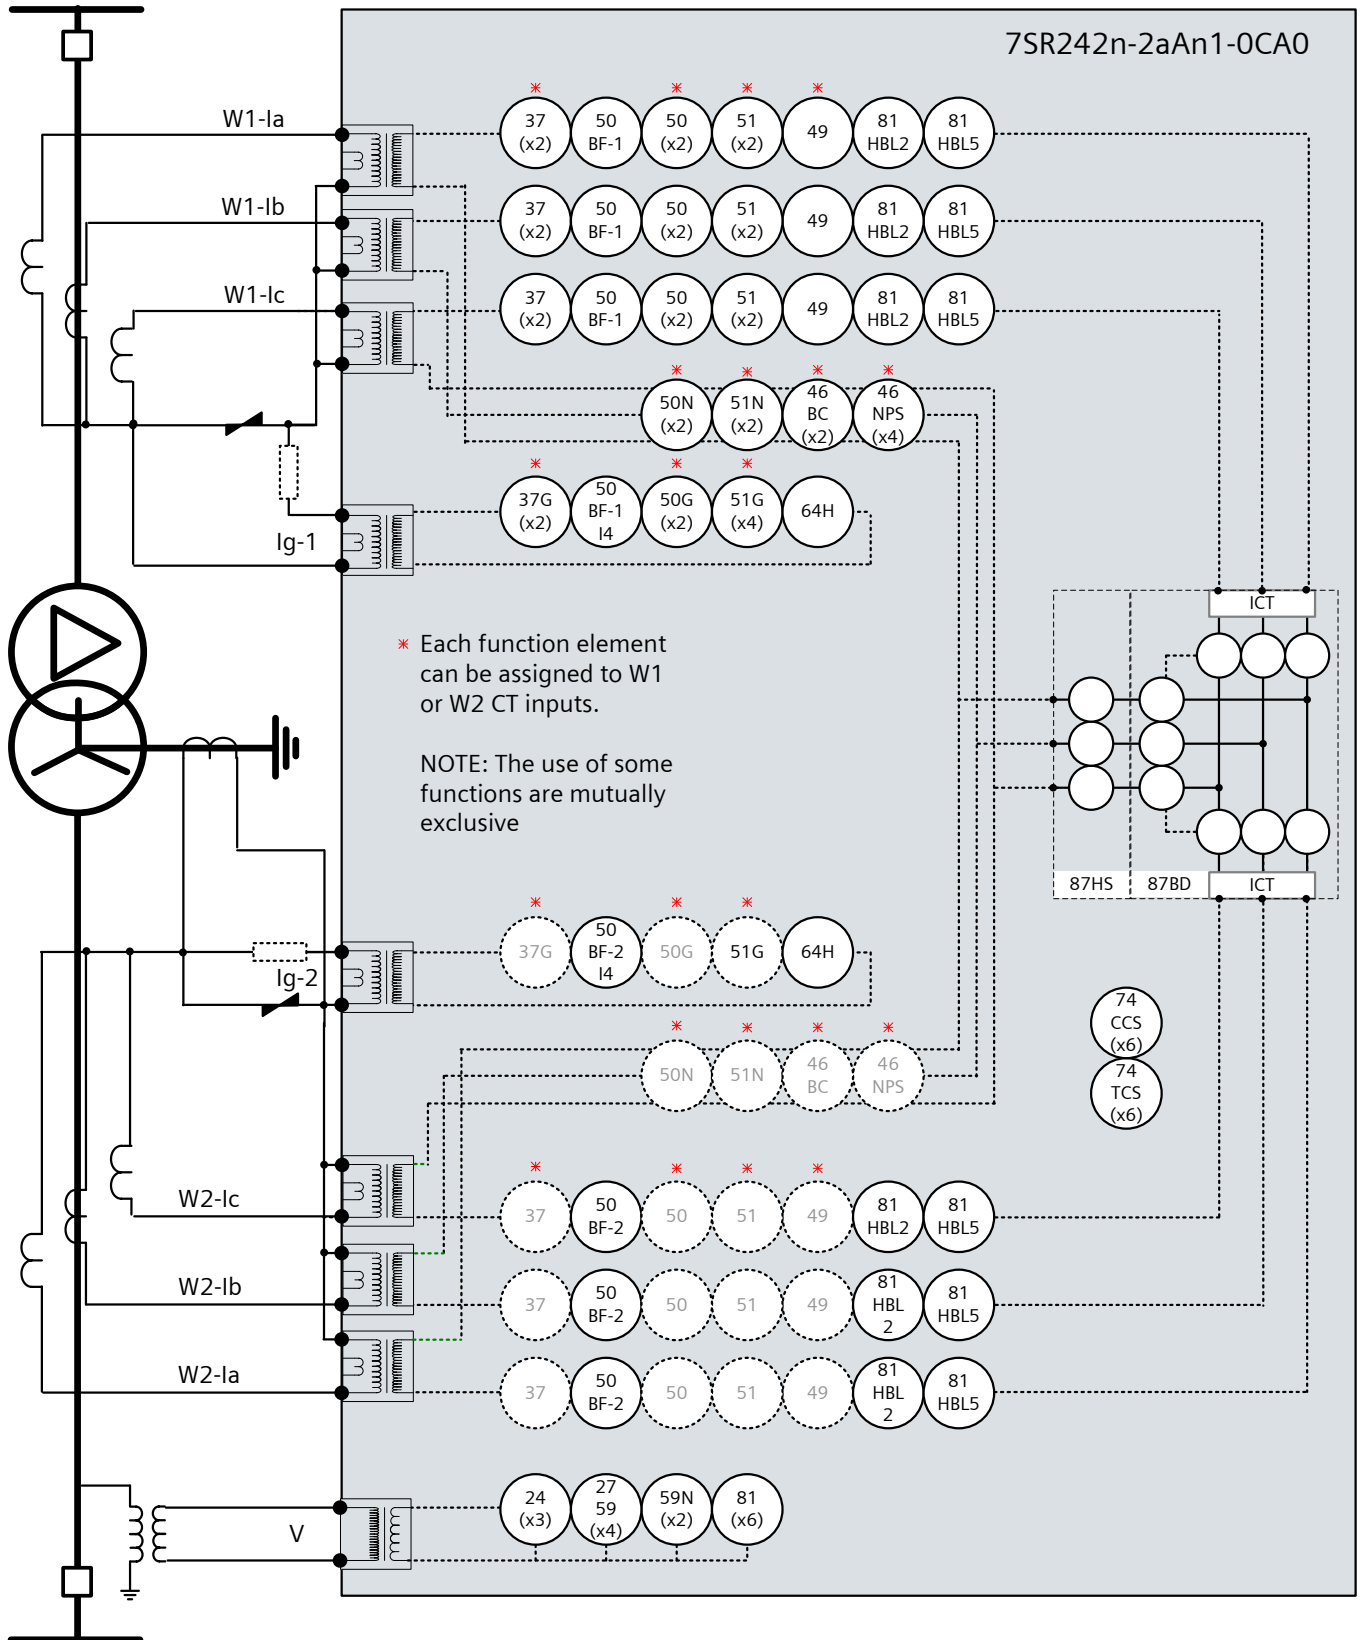 7SR242n-2aAn1-0CA0
W1-Ia
37
(x2)
50
BF-1
50
(x2)
51
(x2)
49
81
HBL2
81
HBL5
W1-Ib
37
(x2)
50
BF-1
50
(x2)
51
(x2)
49
81
HBL2
81
HBL5
W1-Ic
37
(x2)
50
BF-1
50
(x2)
51
(x2)
49
81
HBL2
81
HBL5
50N
(x2)
51N
(x2)
46
BC
(x2)
46
NPS
(x4)
Ig-1
37G
(x2)
50
BF-1
I4
50G
(x2)
51G
(x4)
64H
ICT
* Each function element
can be assigned to W1
or W2 CT inputs.
NOTE: The use of some
functions are mutually
exclusive
87HS
87BD
ICT
Ig-2
37G
50
BF-2
I4
50G
51G
64H
74
CCS
(x6)
74
TCS
(x6)
50N
51N
46
BC
46
NPS
W2-Ic
37
50
BF-2
50
51
49
81
HBL2
81
HBL5
W2-Ib
37
50
BF-2
50
51
49
81
HBL
2
81
HBL5
W2-Ia
37
50
BF-2
50
51
49
81
HBL
2
81
HBL5
V
24
(x3)
27
59
(x4)
59N
(x2)
81
(x6)